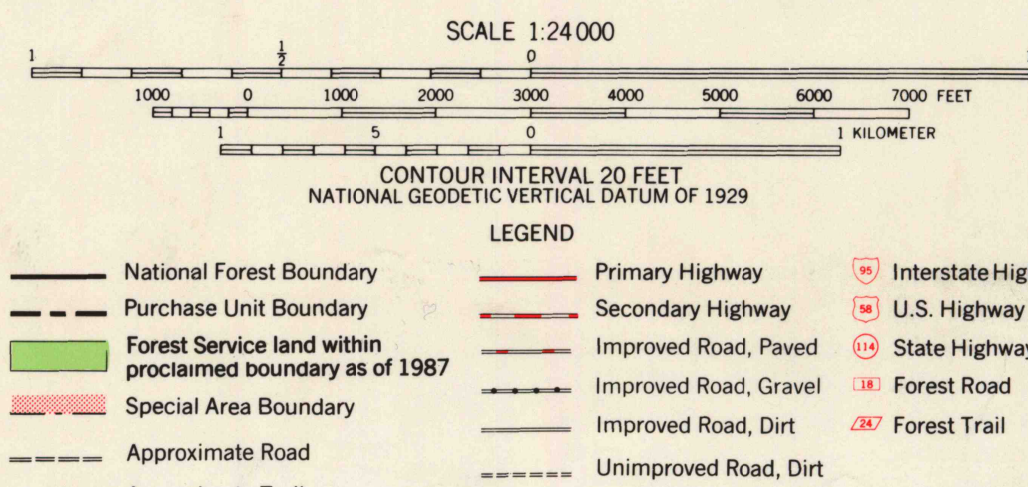 SCALE 1:24 000
1 1/2 0
1000 0 1000 2000 3000 4000 5000 6000 7000 FEET
1 5 0 1 KILOMETER
CONTOUR INTERVAL 20 FEET
NATIONAL GEODETIC VERTICAL DATUM OF 1929
LEGEND
National Forest Boundary
Purchase Unit Boundary
Forest Service land within
proclaimed boundary as of 1987
Special Area Boundary
Approximate Road
Primary Highway
Secondary Highway
Improved Road, Paved
Improved Road, Gravel
Improved Road, Dirt
Unimproved Road, Dirt
95 Interstate Hig
58 U.S. Highway
114 State Highway
18 Forest Road
24 Forest Trail